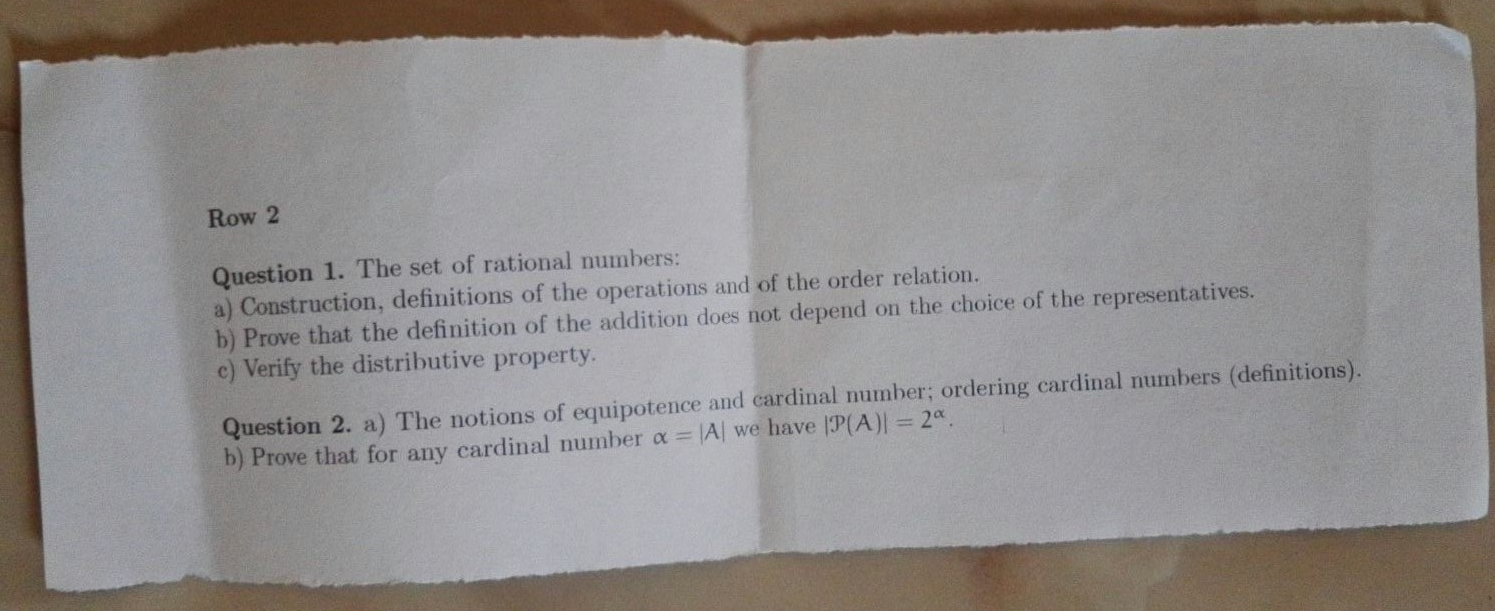 Row 2
Question 1. The set of rational numbers:
a) Construction, definitions of the operations and of the order relation.
b) Prove that the definition of the addition does not depend on the choice of the representatives.
c) Verify the distributive property.
Question 2. a) The notions of equipotence and cardinal number; ordering cardinal numbers (definitions).
b) Prove that for any cardinal number α = |A| we have |𝒫(A)| = 2^α.